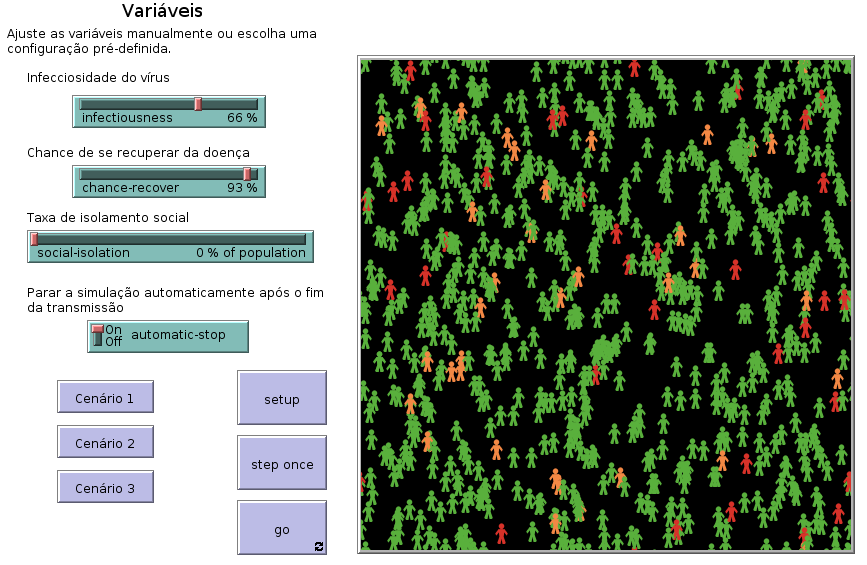 Variáveis
Ajuste as variáveis manualmente ou escolha uma
configuração pré-definida.
Infecciosidade do vírus
infectiousness 66 %
Chance de se recuperar da doença
chance-recover 93 %
Taxa de isolamento social
social-isolation 0 % of population
Parar a simulação automaticamente após o fim
da transmissão
On
Off
automatic-stop
Cenário 1
setup
Cenário 2
step once
Cenário 3
go